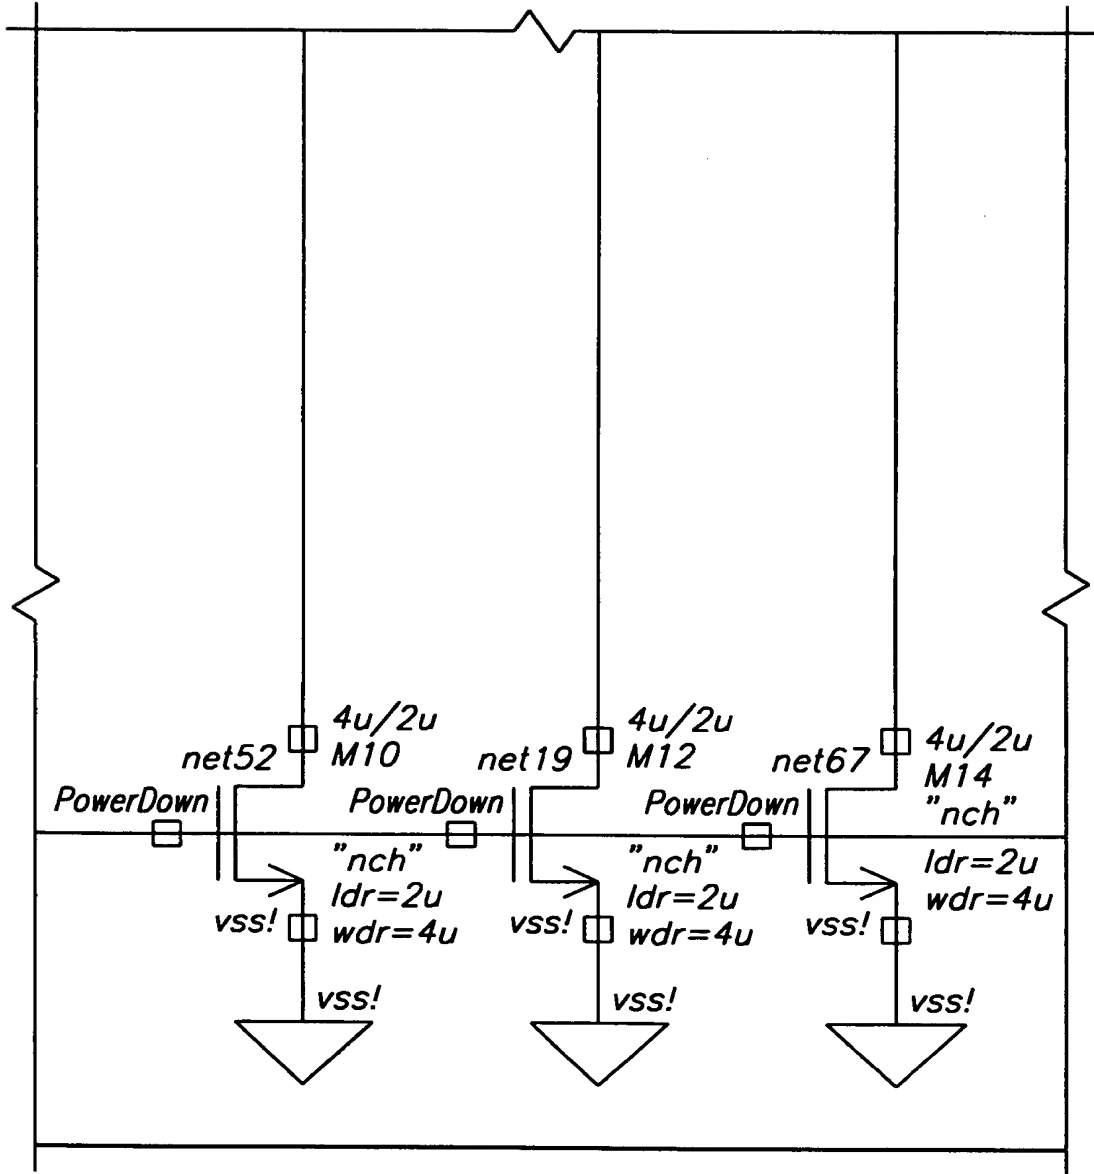 4u/2u
M10
net52
PowerDown
"nch"
ldr=2u
wdr=4u
vss!
vss!
4u/2u
M12
net19
PowerDown
"nch"
ldr=2u
wdr=4u
vss!
vss!
4u/2u
M14
net67
"nch"
PowerDown
ldr=2u
wdr=4u
vss!
vss!